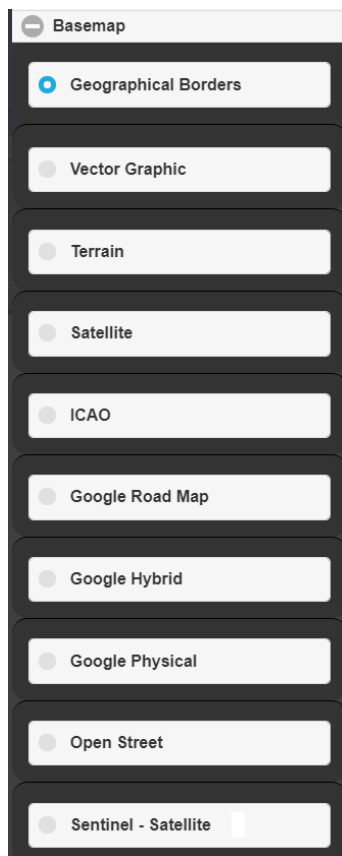 Basemap
Geographical Borders
Vector Graphic
Terrain
Satellite
ICAO
Google Road Map
Google Hybrid
Google Physical
Open Street
Sentinel - Satellite